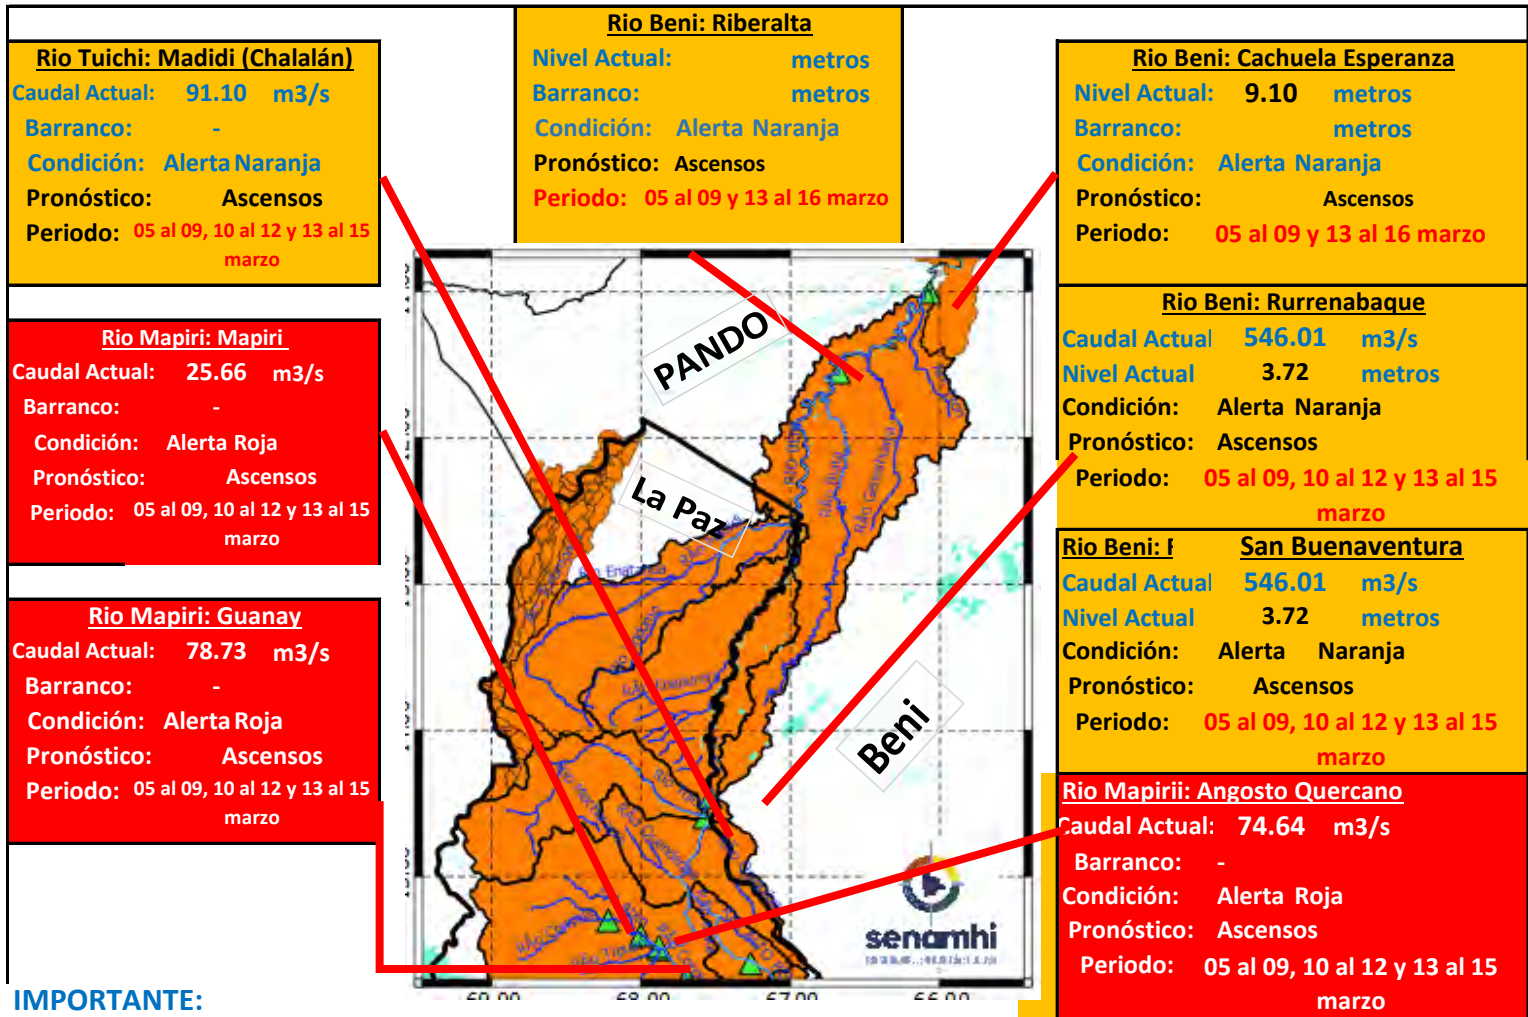 Rio Tuichi: Madidi (Chalalán)
Caudal Actual: 91.10 m3/s
Barranco: -
Condición: Alerta Naranja
Pronóstico: Ascensos
Periodo: 05 al 09, 10 al 12 y 13 al 15
marzo
Rio Mapiri: Mapiri
Caudal Actual: 25.66 m3/s
Barranco: -
Condición: Alerta Roja
Pronóstico: Ascensos
Periodo: 05 al 09, 10 al 12 y 13 al 15
marzo
Rio Mapiri: Guanay
Caudal Actual: 78.73 m3/s
Barranco: -
Condición: Alerta Roja
Pronóstico: Ascensos
Periodo: 05 al 09, 10 al 12 y 13 al 15
marzo
Rio Beni: Riberalta
Nivel Actual: metros
Barranco: metros
Condición: Alerta Naranja
Pronóstico: Ascensos
Periodo: 05 al 09 y 13 al 16 marzo
PANDO
La Paz
Beni
senamhi
69.00 68.00 67.00 66.00
Rio Beni: Cachuela Esperanza
Nivel Actual: 9.10 metros
Barranco: metros
Condición: Alerta Naranja
Pronóstico: Ascensos
Periodo: 05 al 09 y 13 al 16 marzo
Rio Beni: Rurrenabaque
Caudal Actual 546.01 m3/s
Nivel Actual 3.72 metros
Condición: Alerta Naranja
Pronóstico: Ascensos
Periodo: 05 al 09, 10 al 12 y 13 al 15
marzo
Rio Beni: San Buenaventura
Caudal Actual 546.01 m3/s
Nivel Actual 3.72 metros
Condición: Alerta Naranja
Pronóstico: Ascensos
Periodo: 05 al 09, 10 al 12 y 13 al 15
marzo
Rio Mapirii: Angosto Quercano
Caudal Actual: 74.64 m3/s
Barranco: -
Condición: Alerta Roja
Pronóstico: Ascensos
Periodo: 05 al 09, 10 al 12 y 13 al 15
marzo
IMPORTANTE: